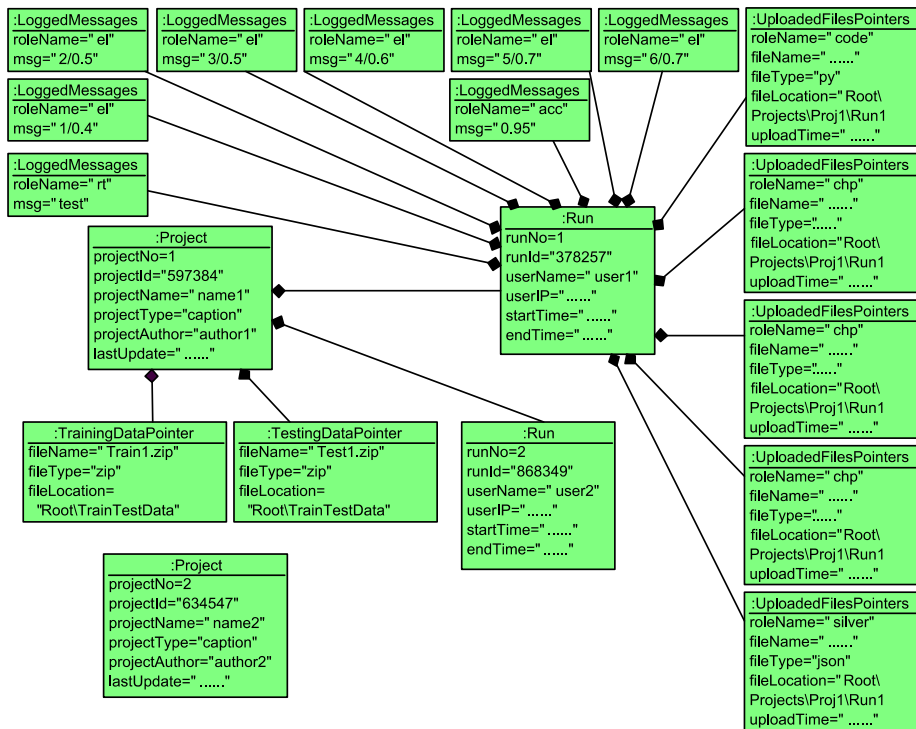 :LoggedMessages
roleName="el"
msg="2/0.5"
:LoggedMessages
roleName="el"
msg="3/0.5"
:LoggedMessages
roleName="el"
msg="4/0.6"
:LoggedMessages
roleName="el"
msg="5/0.7"
:LoggedMessages
roleName="el"
msg="6/0.7"
:LoggedMessages
roleName="el"
msg="1/0.4"
:LoggedMessages
roleName="acc"
msg="0.95"
:LoggedMessages
roleName="rt"
msg="test"
:UploadedFilesPointers
roleName="code"
fileName="......"
fileType="py"
fileLocation="Root\
Projects\Proj1\Run1
uploadTime="......"
:UploadedFilesPointers
roleName="chp"
fileName="......"
fileType="......"
fileLocation="Root\
Projects\Proj1\Run1
uploadTime="......"
:Project
projectNo=1
projectId="597384"
projectName="name1"
projectType="caption"
projectAuthor="author1"
lastUpdate="......"
:Run
runNo=1
runId="378257"
userName="user1"
userIP="......"
startTime="......"
endTime="......"
:UploadedFilesPointers
roleName="chp"
fileName="......"
fileType="......"
fileLocation="Root\
Projects\Proj1\Run1
uploadTime="......"
:TrainingDataPointer
fileName="Train1.zip"
fileType="zip"
fileLocation=
"Root\TrainTestData"
:TestingDataPointer
fileName="Test1.zip"
fileType="zip"
fileLocation=
"Root\TrainTestData"
:Run
runNo=2
runId="868349"
userName="user2"
userIP="......"
startTime="......"
endTime="......"
:UploadedFilesPointers
roleName="chp"
fileName="......"
fileType="......"
fileLocation="Root\
Projects\Proj1\Run1
uploadTime="......"
:Project
projectNo=2
projectId="634547"
projectName="name2"
projectType="caption"
projectAuthor="author2"
lastUpdate="......"
:UploadedFilesPointers
roleName="silver"
fileName="......"
fileType="json"
fileLocation="Root\
Projects\Proj1\Run1
uploadTime="......"